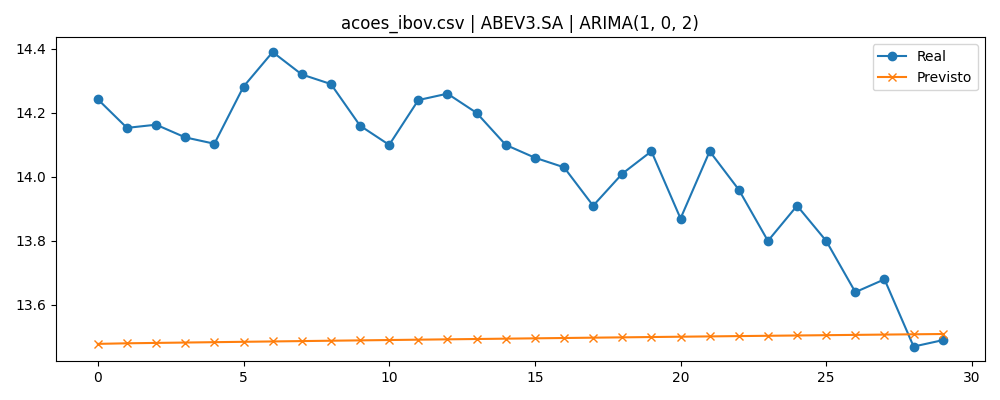 acoes_ibov.csv | ABEV3.SA | ARIMA(1, 0, 2)
Real
Previsto
14.4
14.2
14.0
13.8
13.6
0 5 10 15 20 25 30